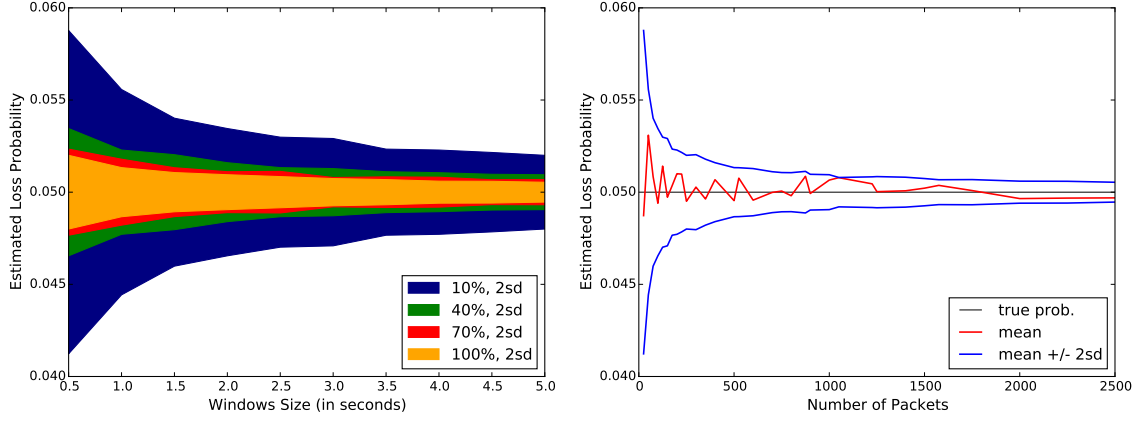 0.060
0.055
0.050
0.045
0.040
Estimated Loss Probability
0.5 1.0 1.5 2.0 2.5 3.0 3.5 4.0 4.5 5.0
Windows Size (in seconds)
10%, 2sd
40%, 2sd
70%, 2sd
100%, 2sd
0.060
0.055
0.050
0.045
0.040
Estimated Loss Probability
0 500 1000 1500 2000 2500
Number of Packets
true prob.
mean
mean +/- 2sd